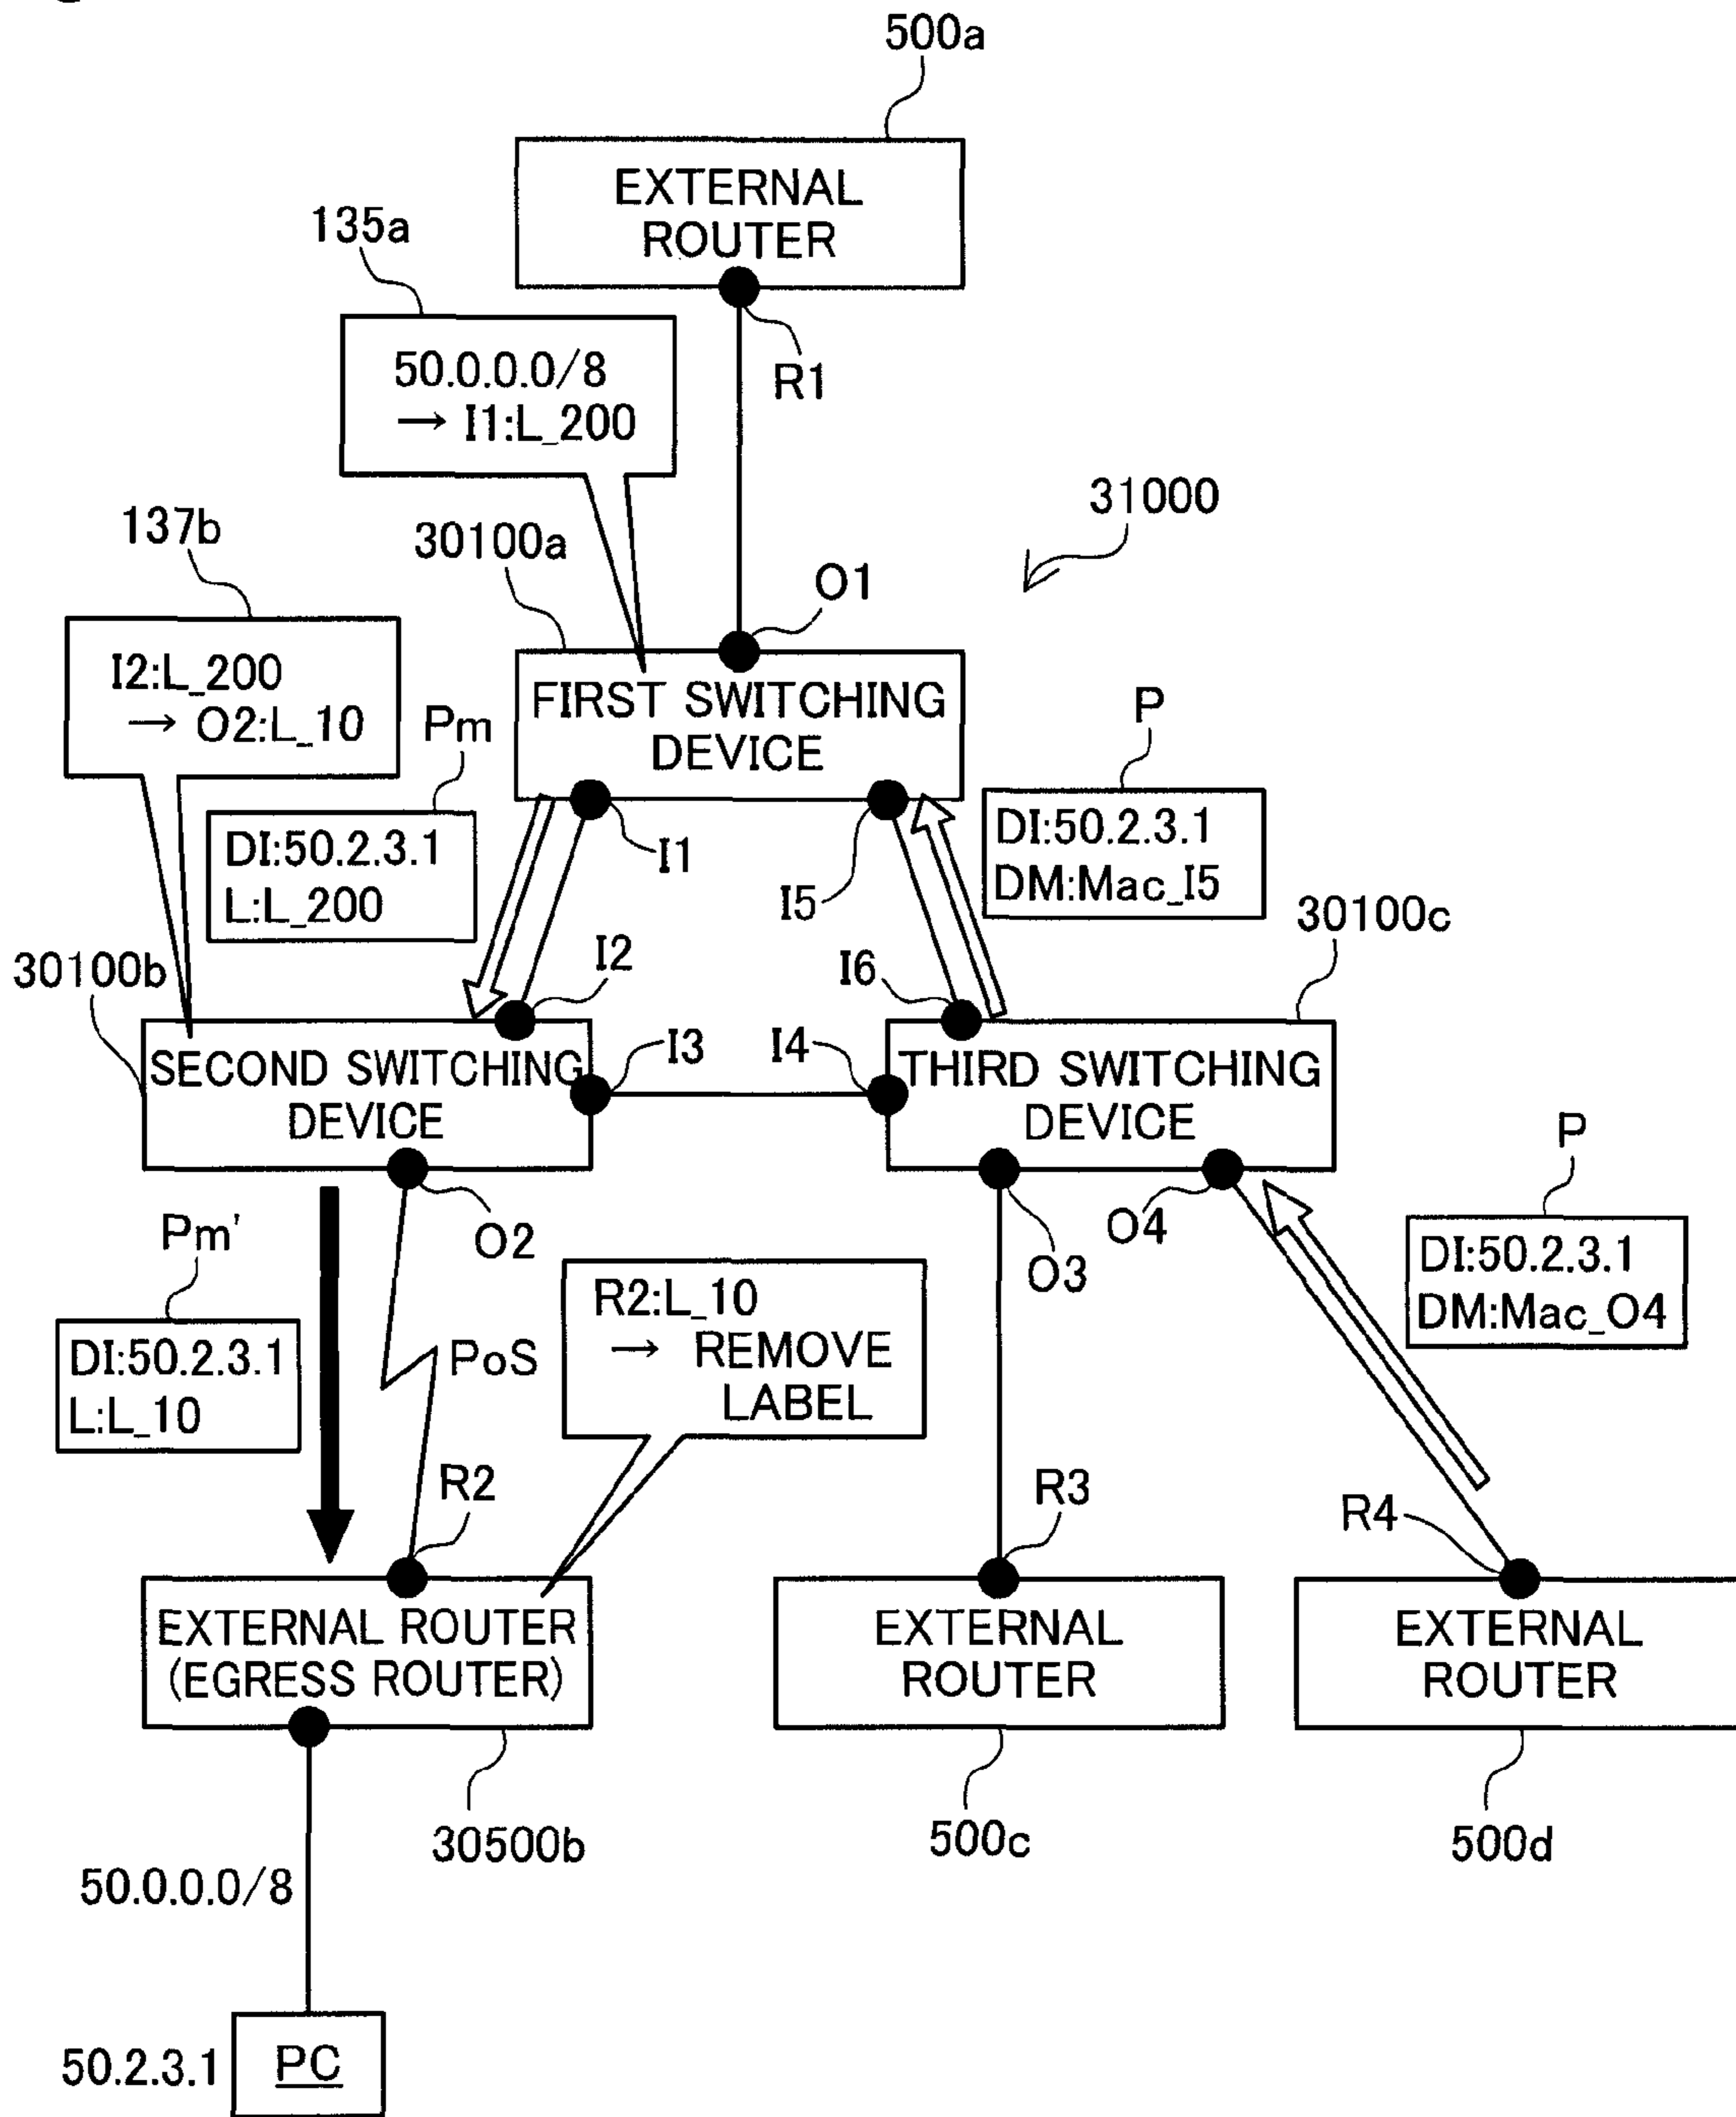 500a
EXTERNAL
ROUTER
135a
50.0.0.0/8
→ I1:L_200
R1
31000
137b
30100a
O1
I2:L_200
→ O2:L_10
Pm
FIRST SWITCHING
DEVICE
P
DI:50.2.3.1
L:L_200
I1
I5
DI:50.2.3.1
DM:Mac_I5
30100c
30100b
I2
I6
SECOND SWITCHING
DEVICE
I3
I4
THIRD SWITCHING
DEVICE
P
Pm'
O2
O3
O4
DI:50.2.3.1
DM:Mac_O4
DI:50.2.3.1
L:L_10
PoS
R2:L_10
→ REMOVE
LABEL
R2
R3
R4
EXTERNAL ROUTER
(EGRESS ROUTER)
EXTERNAL
ROUTER
EXTERNAL
ROUTER
30500b
500c
500d
50.0.0.0/8
50.2.3.1
PC